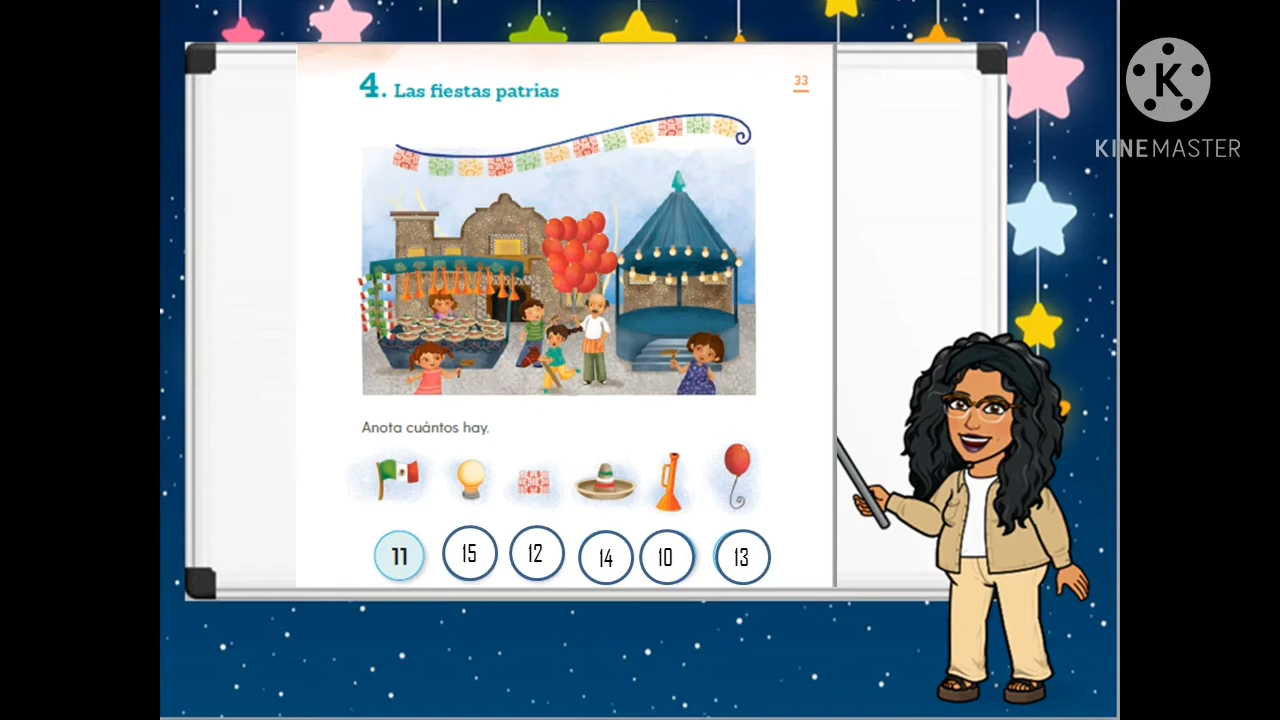 4. Las fiestas patrias
33
K
KINEMASTER
Anota cuántos hay.
11 15 12 14 10 13